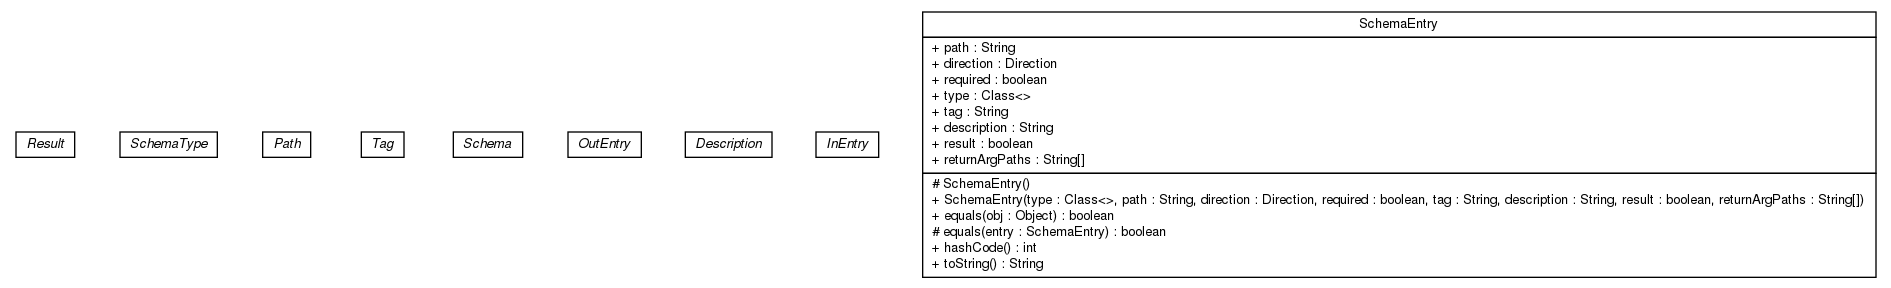 SchemaEntry
+ path : String
+ direction : Direction
+ required : boolean
+ type : Class<>
+ tag : String
+ description : String
+ result : boolean
+ returnArgPaths : String[]
# SchemaEntry()
+ SchemaEntry(type : Class<>, path : String, direction : Direction, required : boolean, tag : String, description : String, result : boolean, returnArgPaths : String[])
+ equals(obj : Object) : boolean
# equals(entry : SchemaEntry) : boolean
+ hashCode() : int
+ toString() : String
Result
SchemaType
Path
Tag
Schema
OutEntry
Description
InEntry